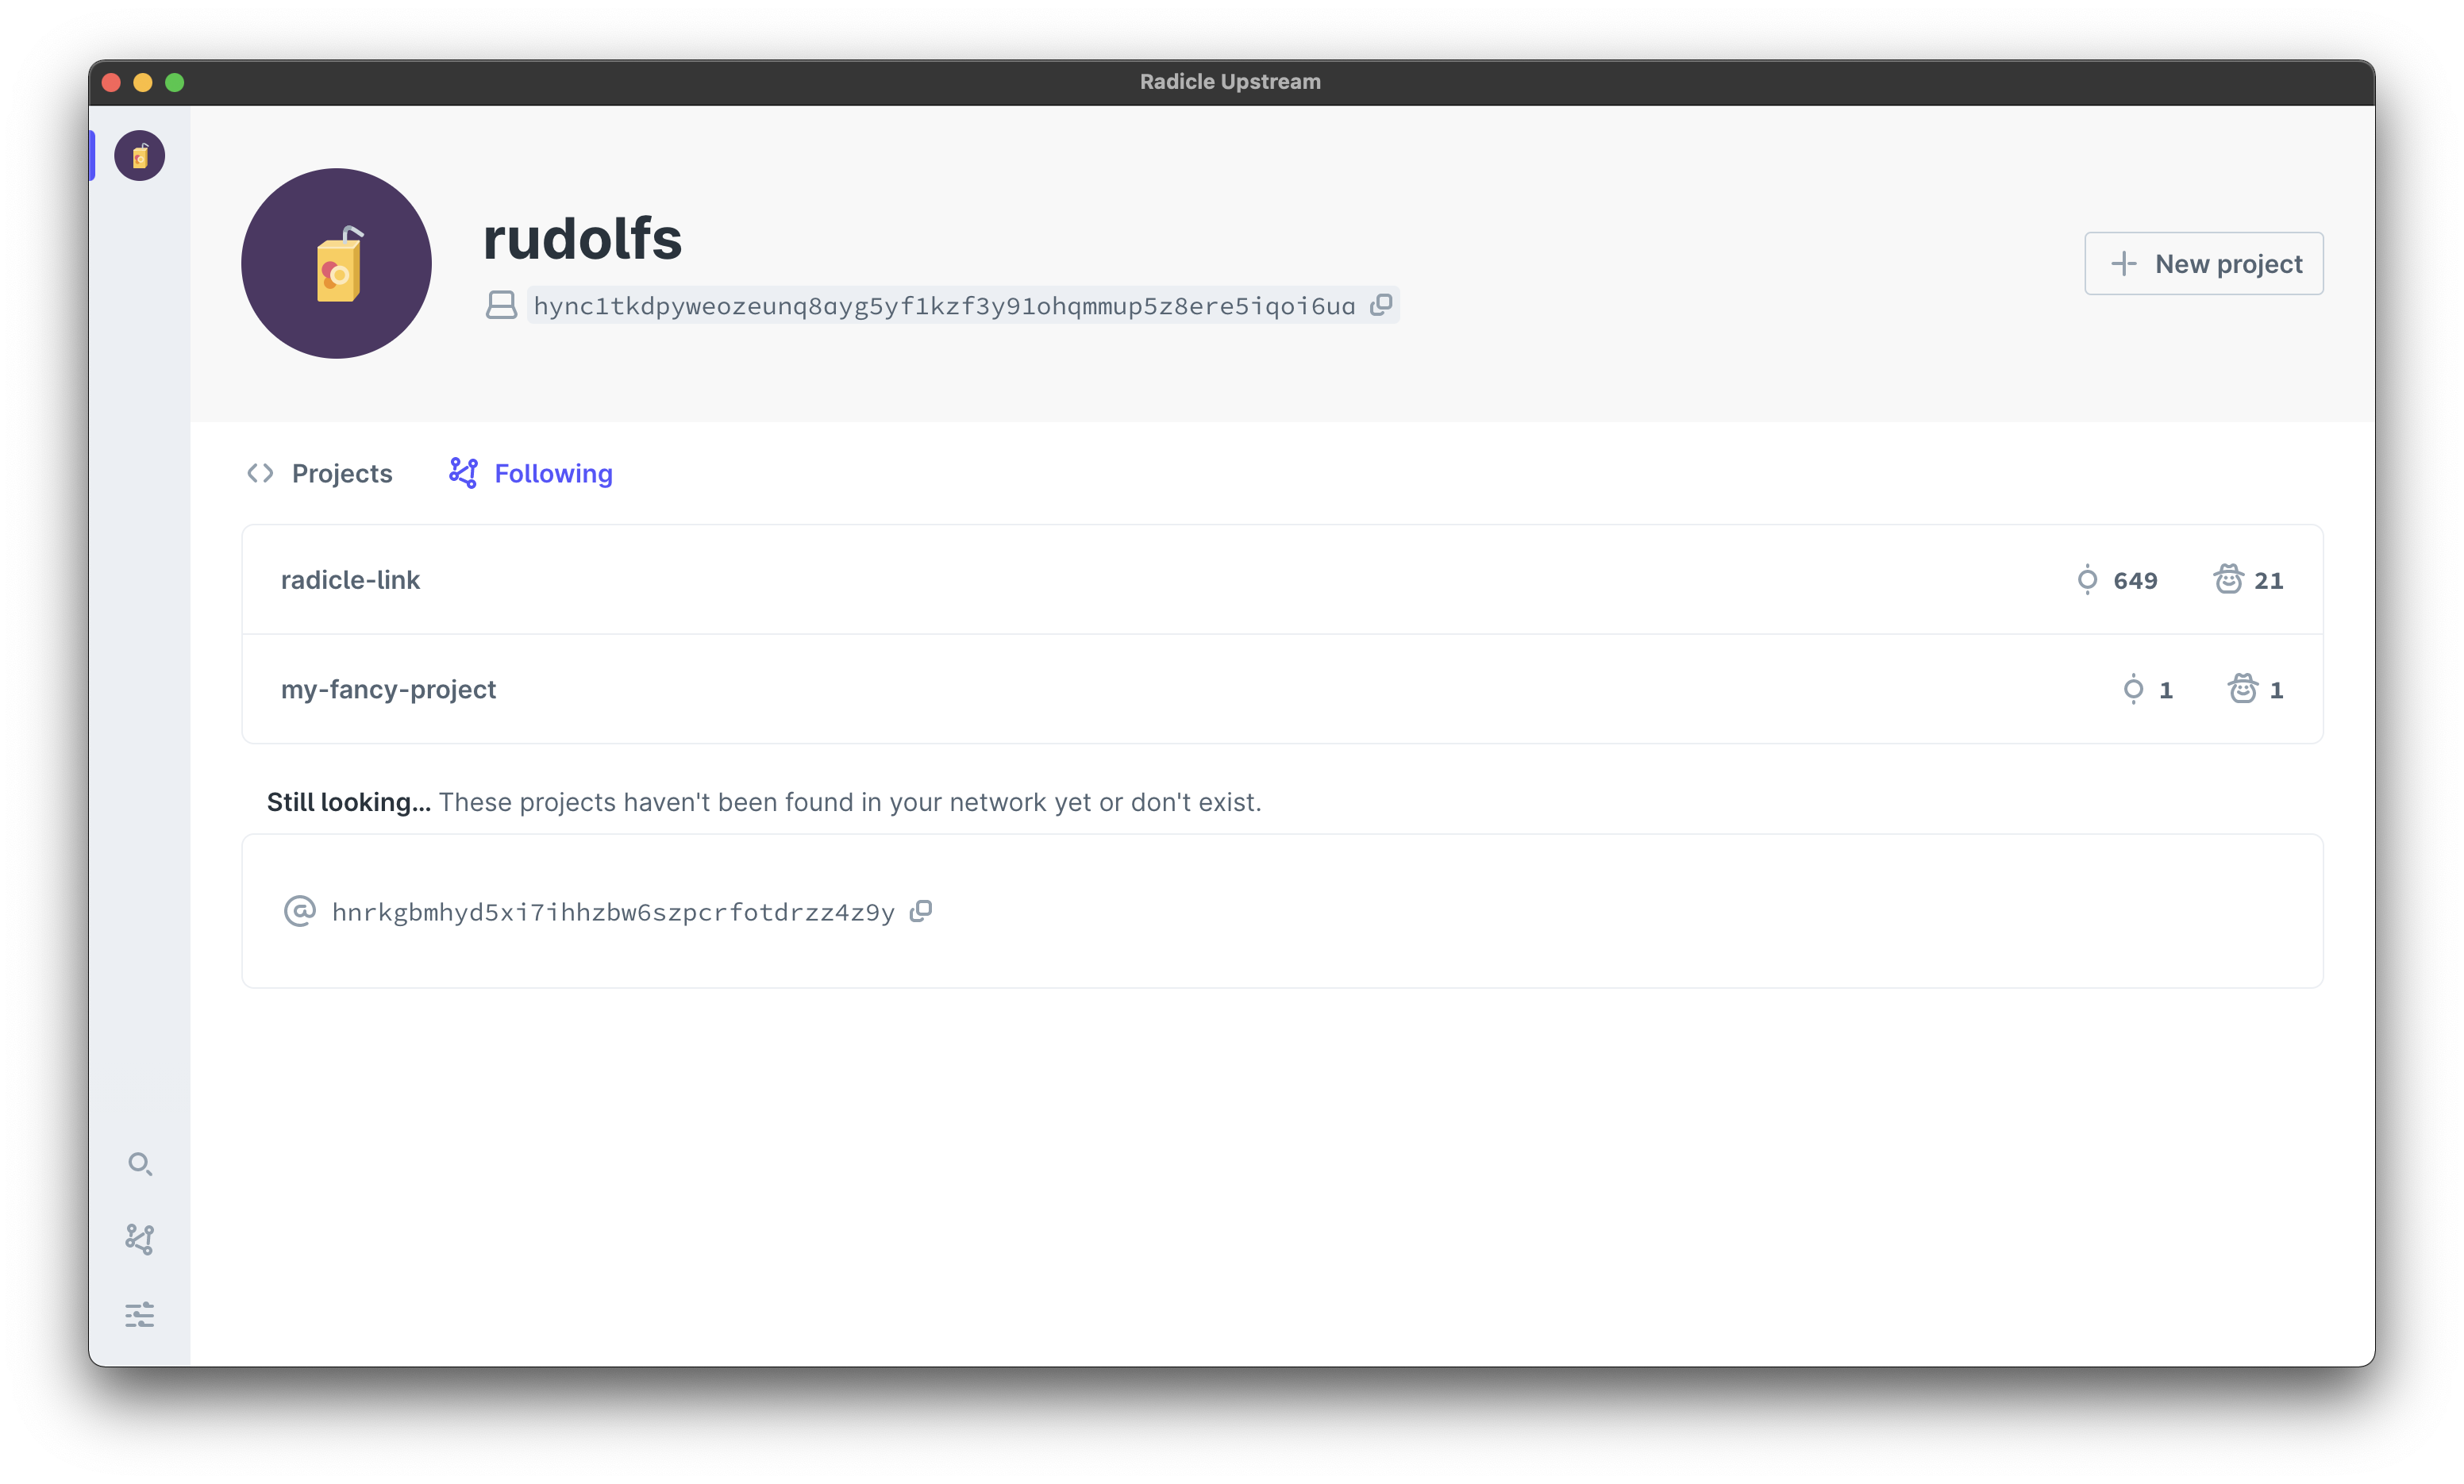 Radicle Upstream
rudolfs
hync1tkdpyweozeunq8ayg5yf1kzf3y91ohqmmup5z8ere5iqoi6ua
New project
Projects
Following
radicle-link
649
21
my-fancy-project
1
1
Still looking... These projects haven't been found in your network yet or don't exist.
hnrkgbmhyd5xi7ihhzbw6szpcrfotdrzz4z9y